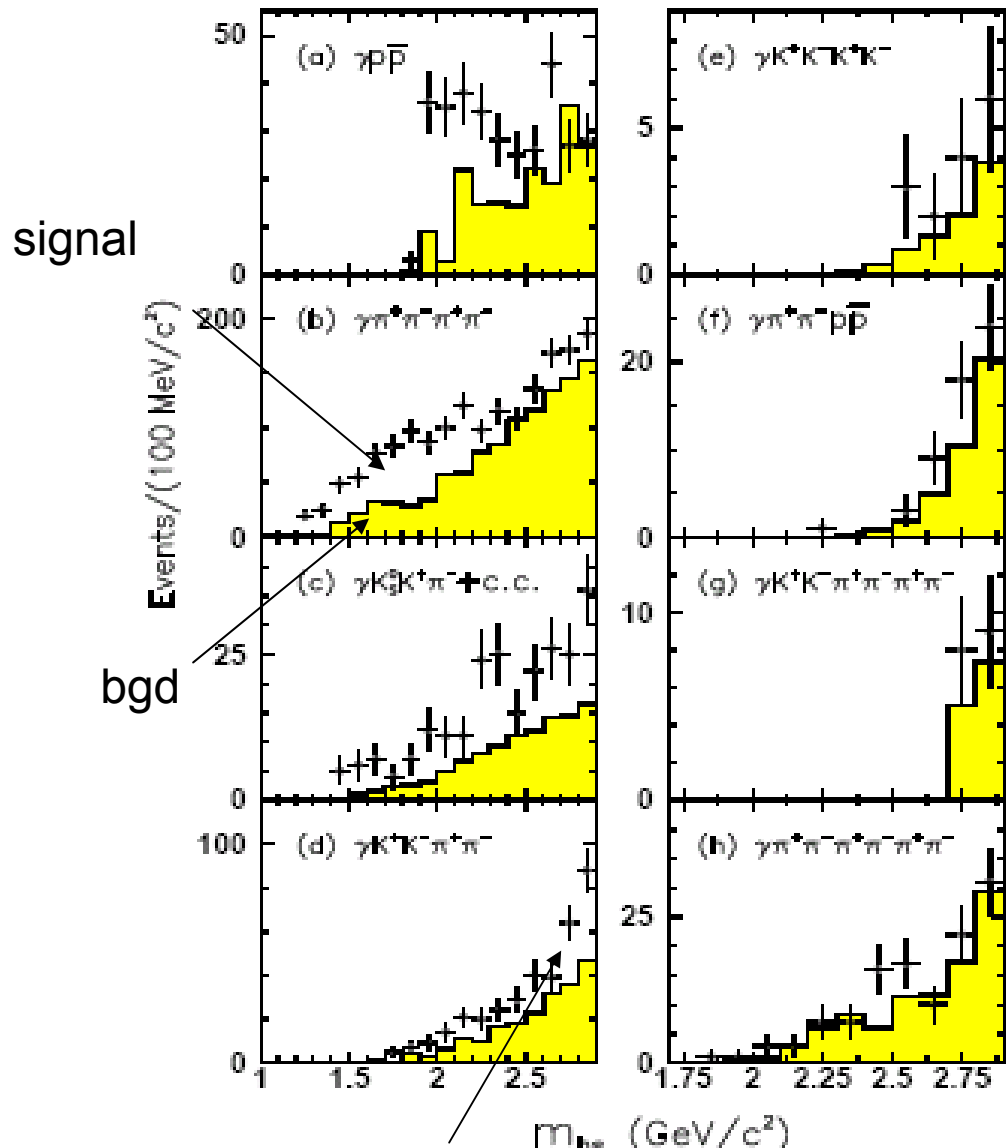 50
(a) γpp̅
0
signal
200
(b) γπ⁺π⁻π⁺π⁻
0
Events/(100 MeV/c²)
(c) γK⁰ₛK⁺π⁻+c.c.
25
bgd
0
100
(d) γK⁺K⁻π⁺π⁻
0
1 1.5 2 2.5
(e) γK⁺K⁻K⁺K⁻
5
0
(f) γπ⁺π⁻pp̅
20
0
(g) γK⁺K⁻π⁺π⁻π⁺π⁻
10
0
(h) γπ⁺π⁻π⁺π⁻π⁺π⁻
25
0
1.75 2 2.25 2.5 2.75
(GeV/c²)